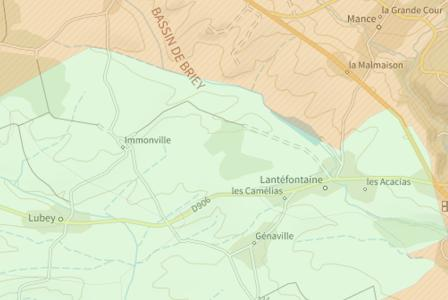 la Grande Cour
Mance
BASSIN DE BRIEY
la Malmaison
Immonville
Lantéfontaine
les Camélias
les Acacias
D906
Lubey
Génaville
B